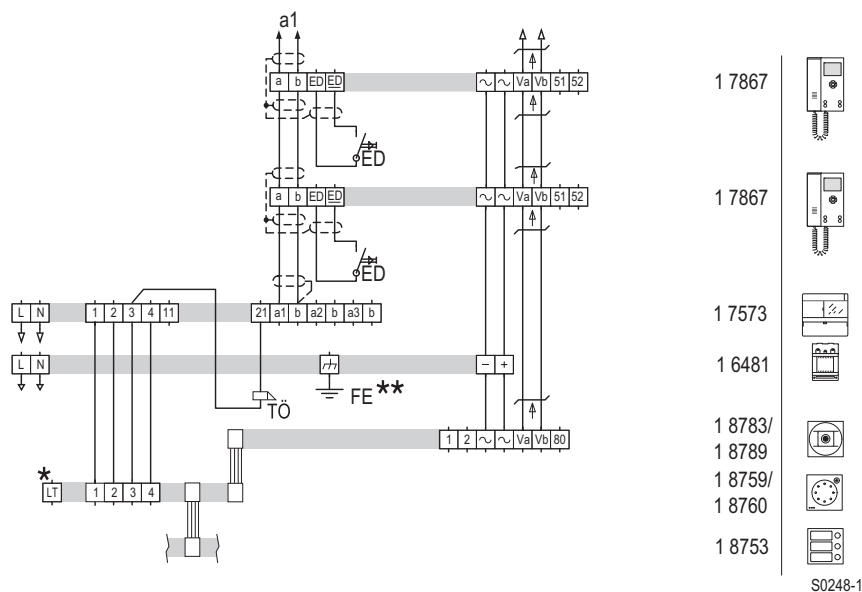 a1
a b ED ED ~ ~ Va Vb 51 52 1 7867
ED
a b ED ED ~ ~ Va Vb 51 52 1 7867
ED
L N 1 2 3 4 11 21 a1 b a2 b a3 b 1 7573
L N − + 1 6481
FE**
TÖ
1 2 ~ ~ Va Vb 80 1 8783/
1 8789
*
LT 1 2 3 4 1 8759/
1 8760
1 8753
S0248-1